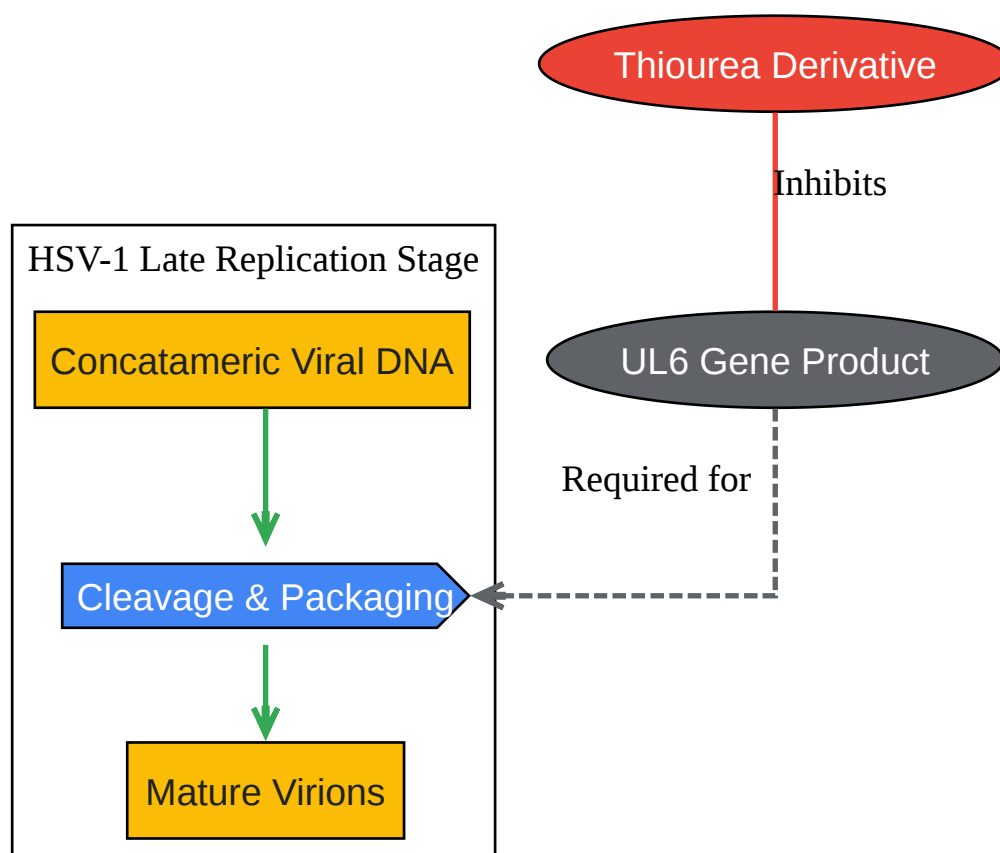 Thiourea Derivative
Inhibits
HSV-1 Late Replication Stage
Concatameric Viral DNA
UL6 Gene Product
Required for
Cleavage & Packaging
Mature Virions